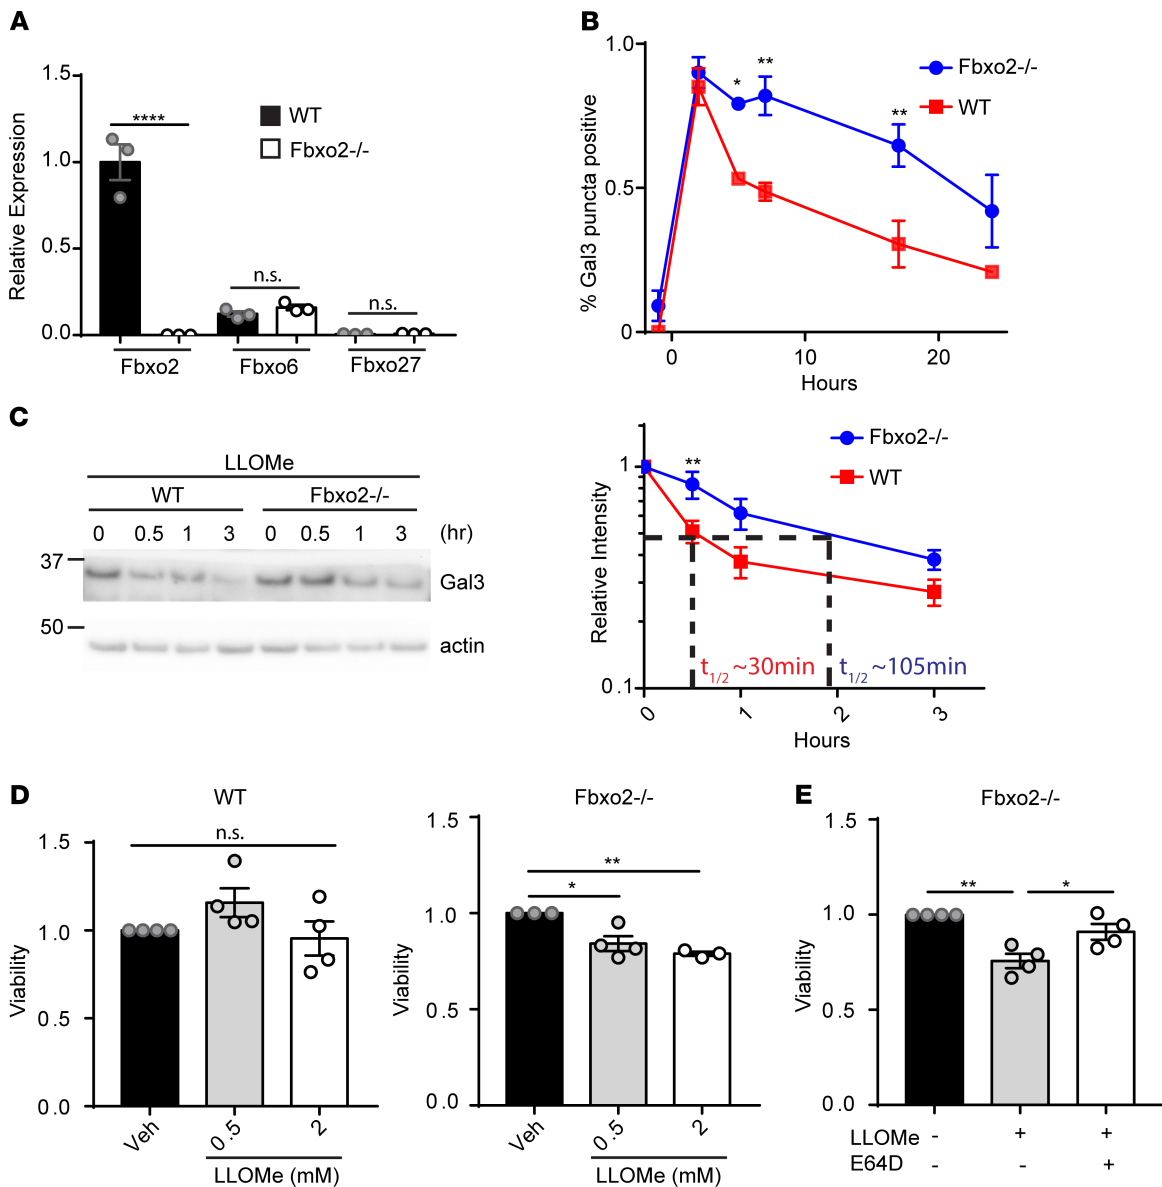 A
1.5
1.0
0.5
0.0
Relative Expression
****
n.s.
n.s.
WT
Fbxo2-/-
Fbxo2
Fbxo6
Fbxo27
B
1.0
0.5
0
% Gal3 puncta positive
*
**
**
Fbxo2-/-
WT
0
10
20
Hours
C
LLOMe
WT
Fbxo2-/-
0 0.5 1 3 0 0.5 1 3 (hr)
37
Gal3
50
actin
1
0.1
Relative Intensity
**
Fbxo2-/-
WT
t1/2 ~30min
t1/2 ~105min
0
1
2
3
Hours
D
WT
n.s.
1.5
1.0
0.5
0.0
Viability
Veh
0.5
2
LLOMe (mM)
Fbxo2-/-
**
*
1.5
1.0
0.5
0.0
Viability
Veh
0.5
2
LLOMe (mM)
E
Fbxo2-/-
**
*
1.5
1.0
0.5
0.0
Viability
LLOMe - + +
E64D - - +